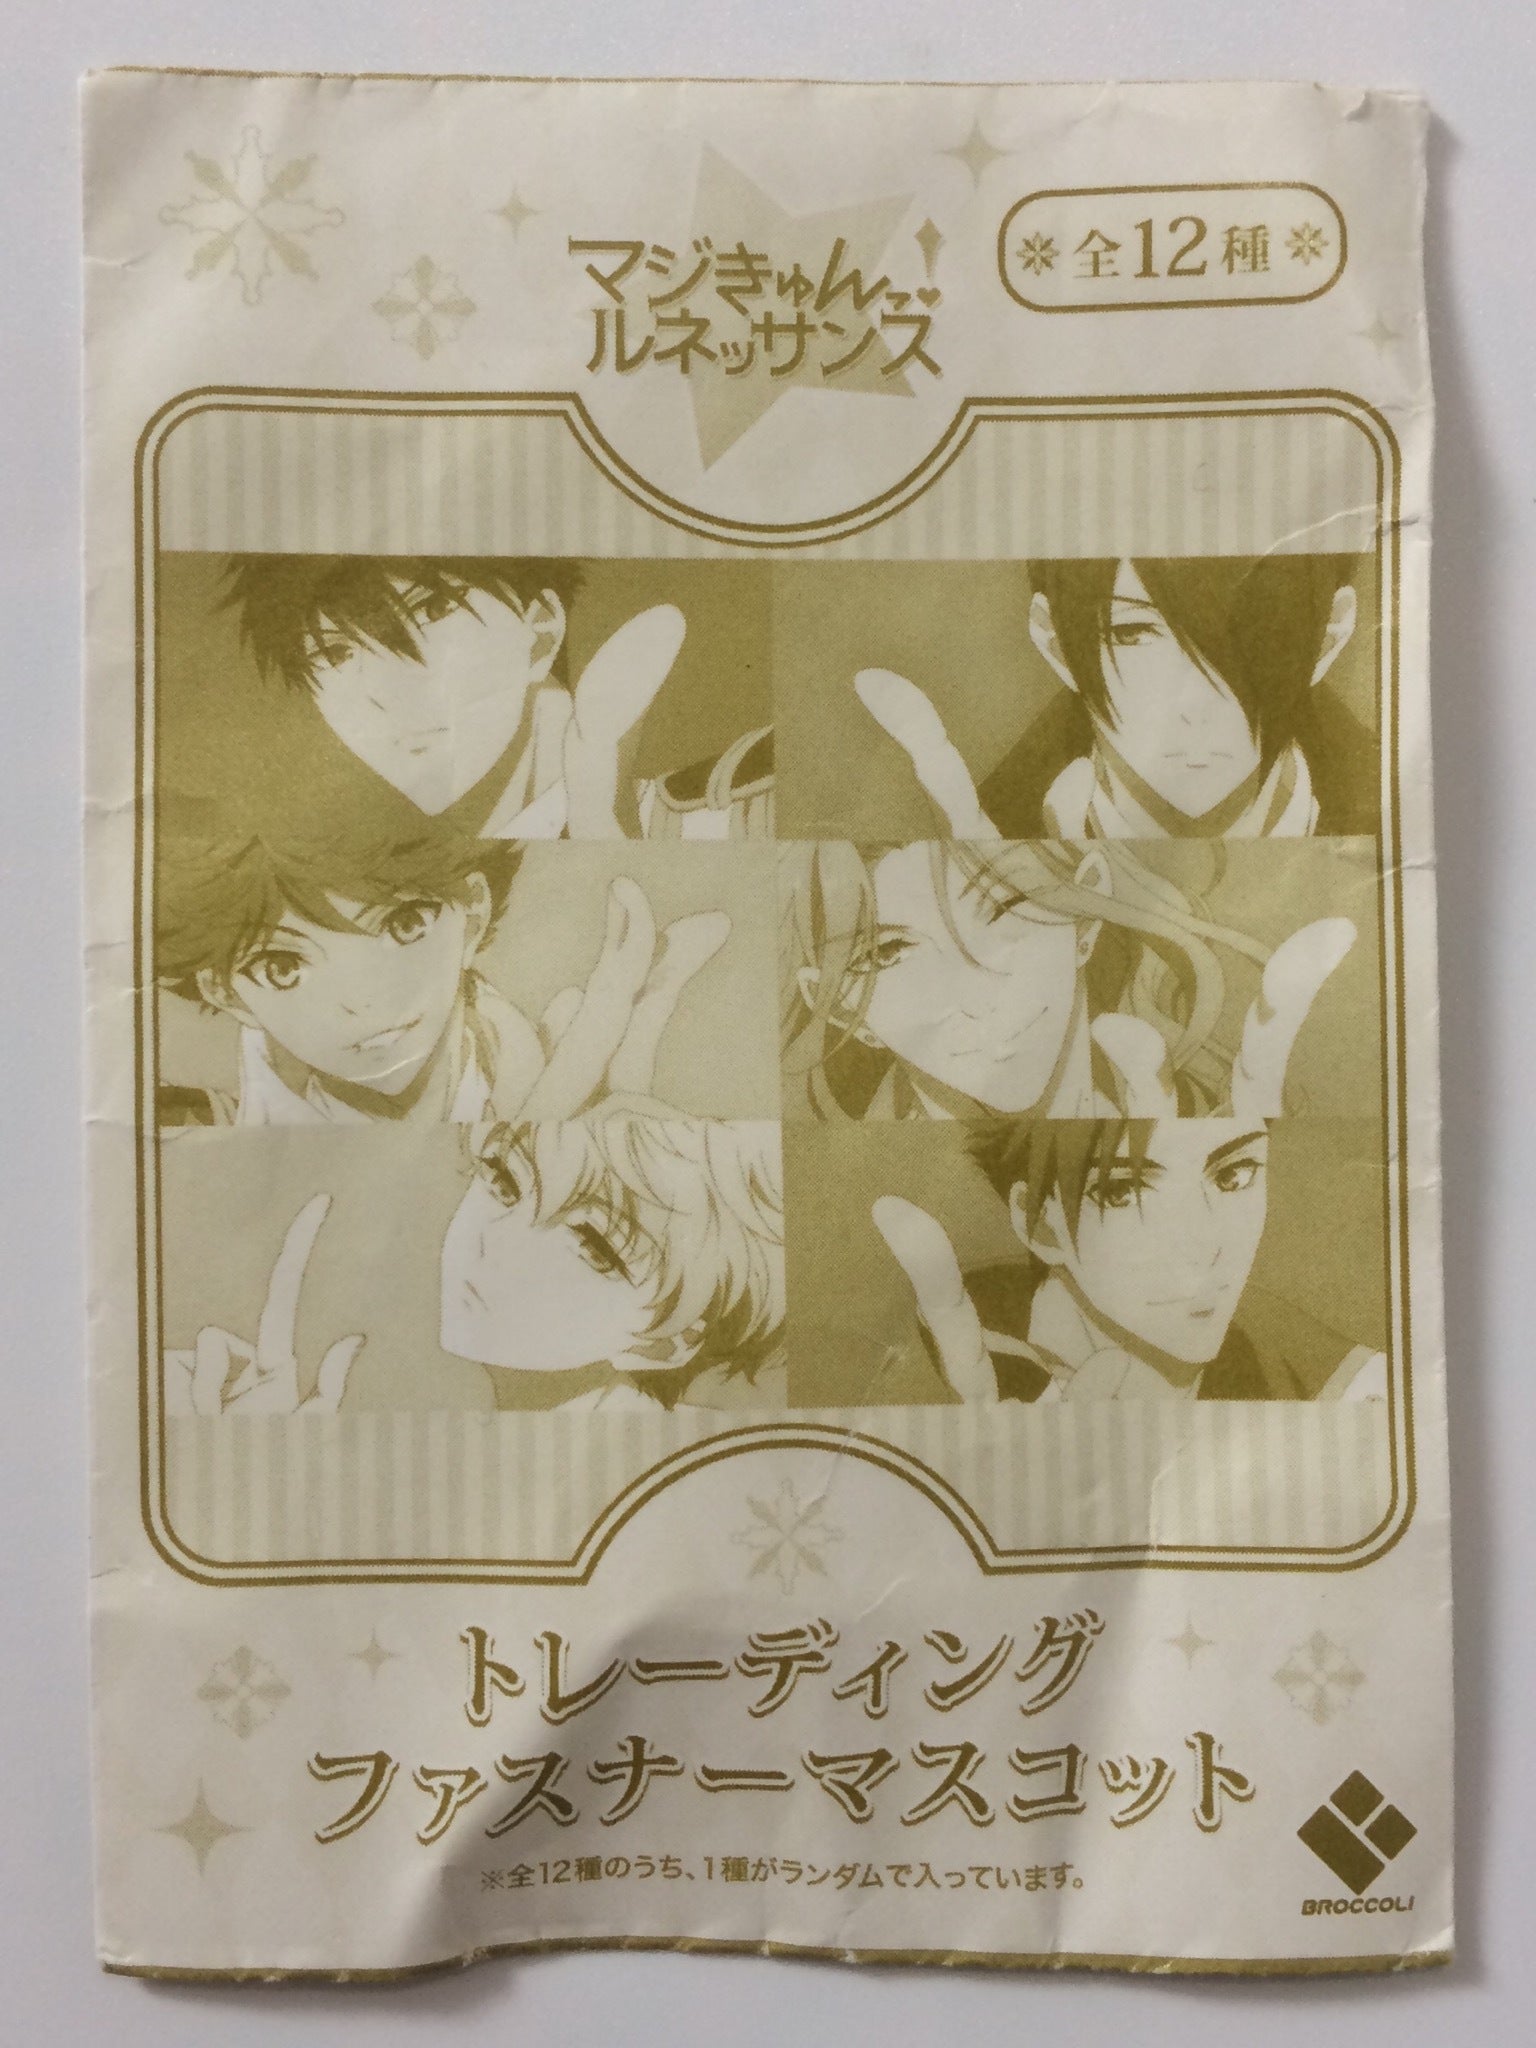 全12種
マジきゅんっ!
ルネッサンス
トレーディング
ファスナーマスコット
※全12種のうち、1種がランダムで入っています。
BROCCOLI